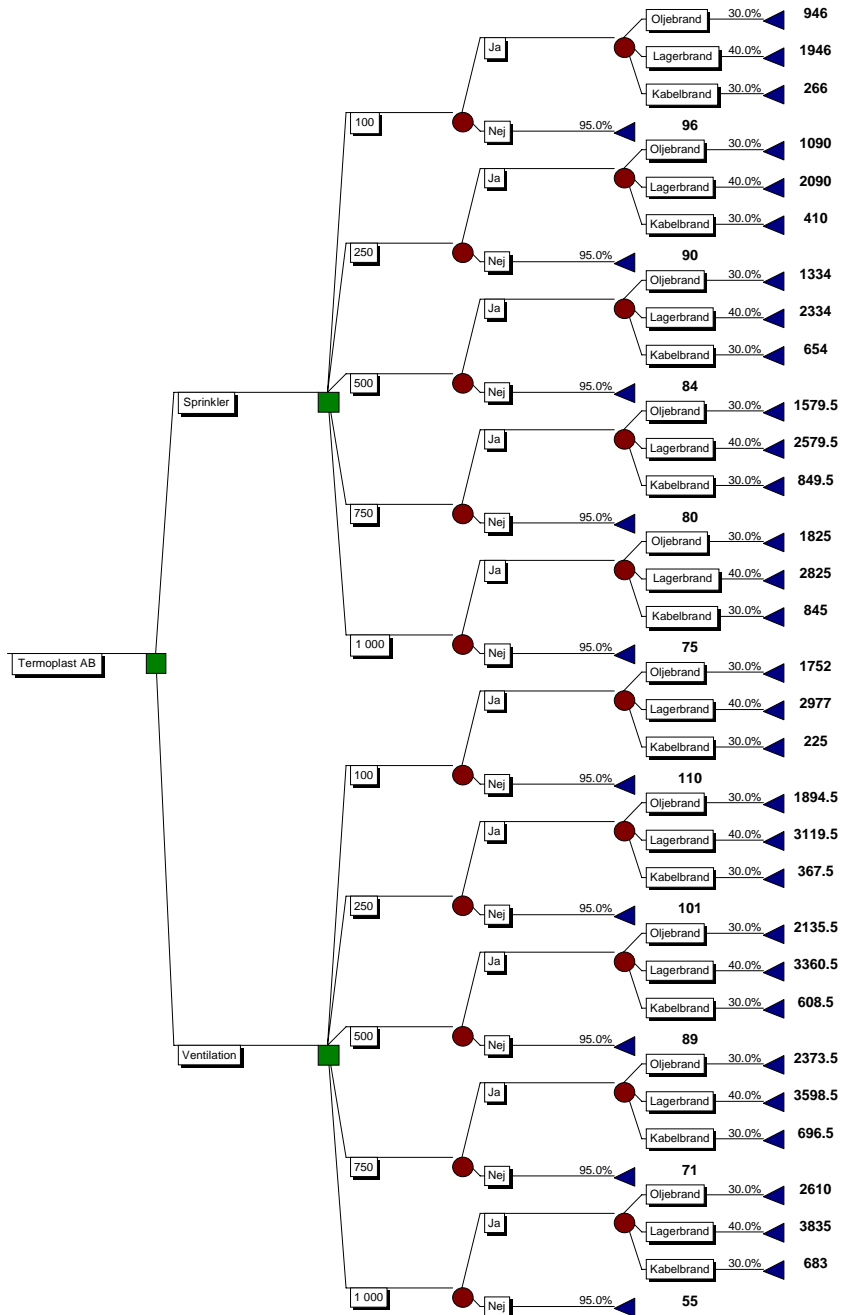 Oljebrand 30.0% 946
Ja
Lagerbrand 40.0% 1946
Kabelbrand 30.0% 266
100
Nej 95.0% 96
Oljebrand 30.0% 1090
Ja
Lagerbrand 40.0% 2090
Kabelbrand 30.0% 410
250
Nej 95.0% 90
Oljebrand 30.0% 1334
Ja
Lagerbrand 40.0% 2334
Kabelbrand 30.0% 654
500
Nej 95.0% 84
Sprinkler
Oljebrand 30.0% 1579.5
Ja
Lagerbrand 40.0% 2579.5
Kabelbrand 30.0% 849.5
750
Nej 95.0% 80
Oljebrand 30.0% 1825
Ja
Lagerbrand 40.0% 2825
Kabelbrand 30.0% 845
1 000
Nej 95.0% 75
Termoplast AB
Oljebrand 30.0% 1752
Ja
Lagerbrand 40.0% 2977
Kabelbrand 30.0% 225
100
Nej 95.0% 110
Oljebrand 30.0% 1894.5
Ja
Lagerbrand 40.0% 3119.5
Kabelbrand 30.0% 367.5
250
Nej 95.0% 101
Oljebrand 30.0% 2135.5
Ja
Lagerbrand 40.0% 3360.5
Kabelbrand 30.0% 608.5
500
Nej 95.0% 89
Ventilation
Oljebrand 30.0% 2373.5
Ja
Lagerbrand 40.0% 3598.5
Kabelbrand 30.0% 696.5
750
Nej 95.0% 71
Oljebrand 30.0% 2610
Ja
Lagerbrand 40.0% 3835
Kabelbrand 30.0% 683
1 000
Nej 95.0% 55